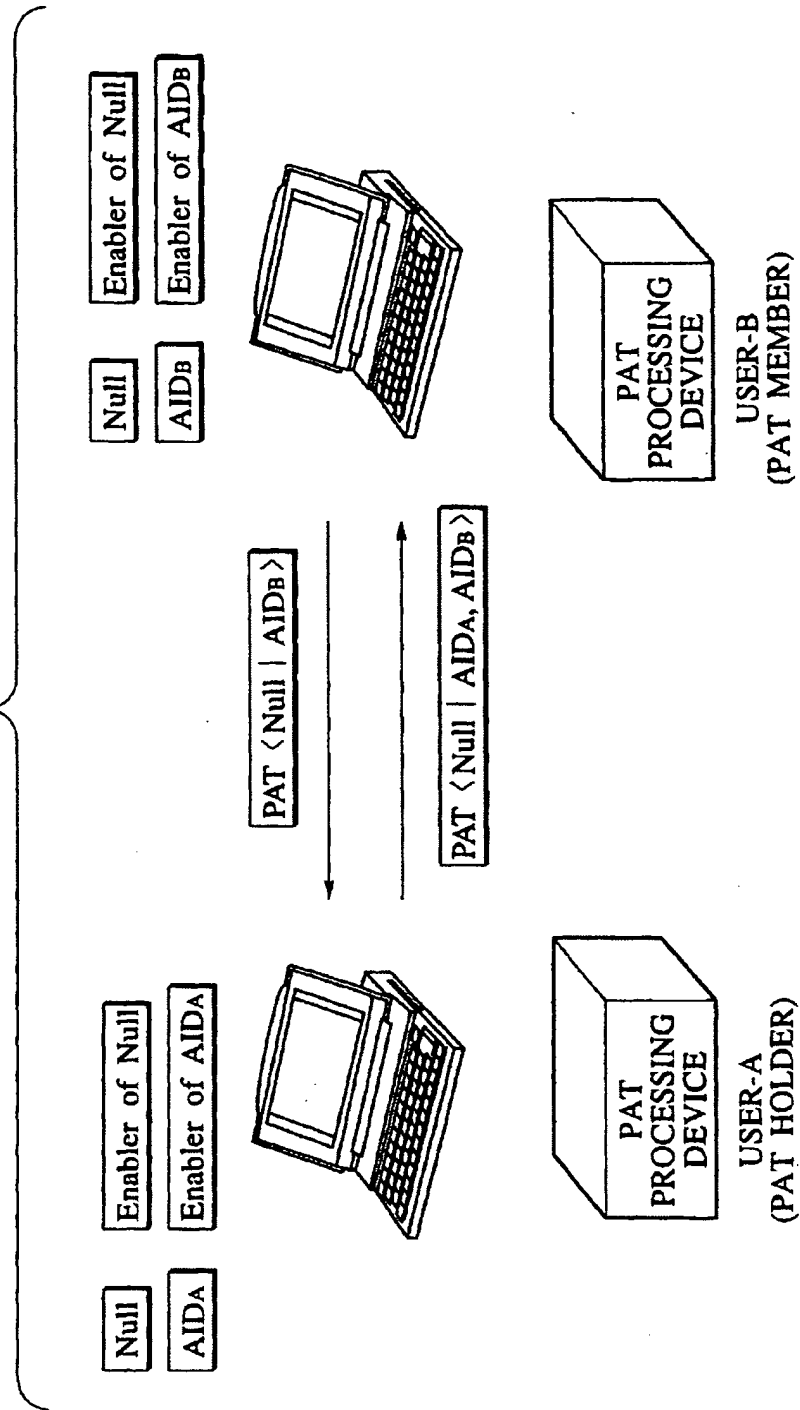 Null
Enabler of Null
AIDA
Enabler of AIDA
PAT
PROCESSING
DEVICE
USER-A
(PAT HOLDER)
PAT〈Null | AIDB〉
PAT〈Null | AIDA, AIDB〉
Null
Enabler of Null
AIDB
Enabler of AIDB
PAT
PROCESSING
DEVICE
USER-B
(PAT MEMBER)